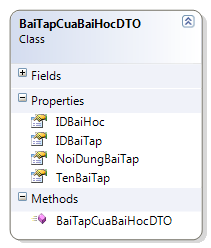 BaiTapCuaBaiHocDTO
Class
Fields
Properties
IDBaiHoc
IDBaiTap
NoiDungBaiTap
TenBaiTap
Methods
BaiTapCuaBaiHocDTO